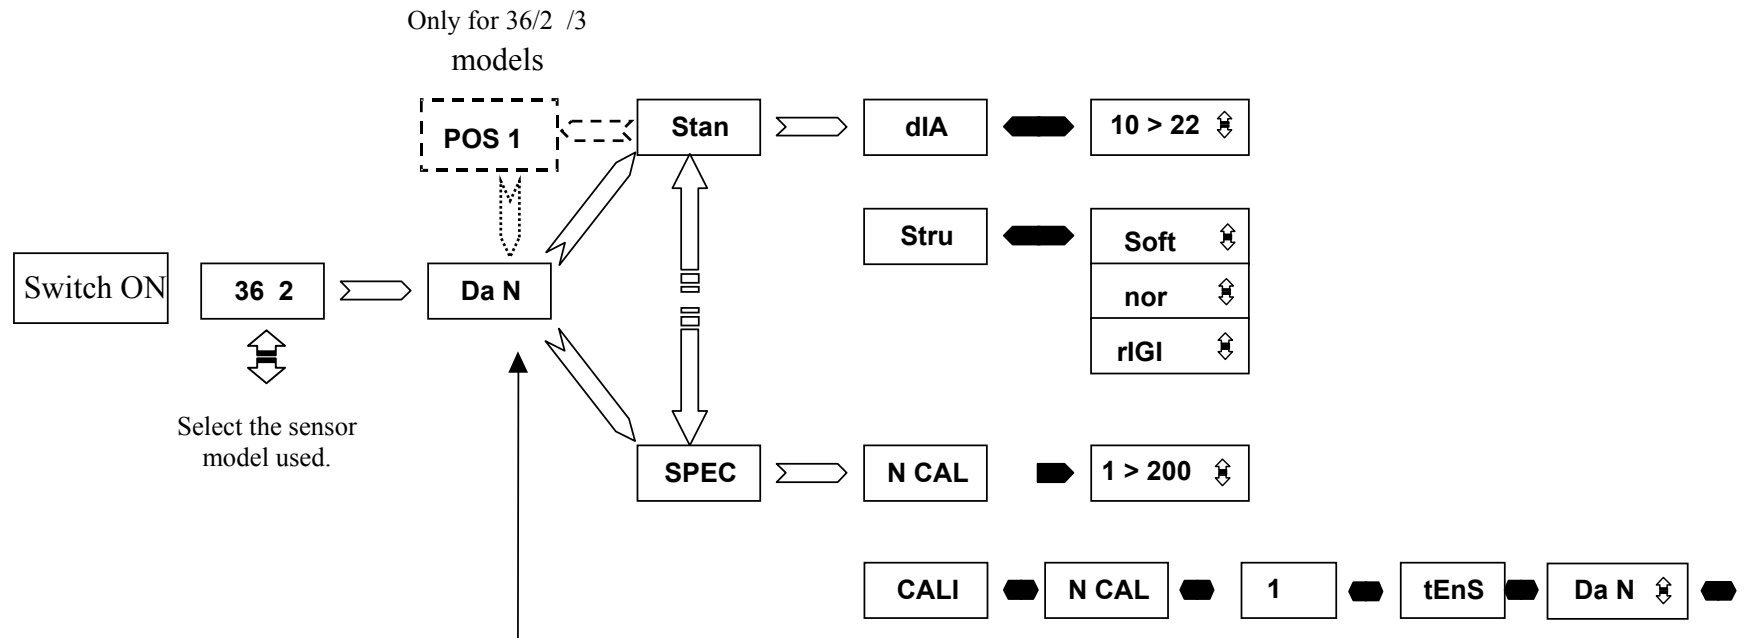 Only for 36/2  /3
models
POS 1
Stan
dIA
10 > 22
Stru
Soft
nor
rIGI
Switch ON
36  2
Da N
Select the sensor
model used.
SPEC
N CAL
1 > 200
CALI
N CAL
1
tEnS
Da N